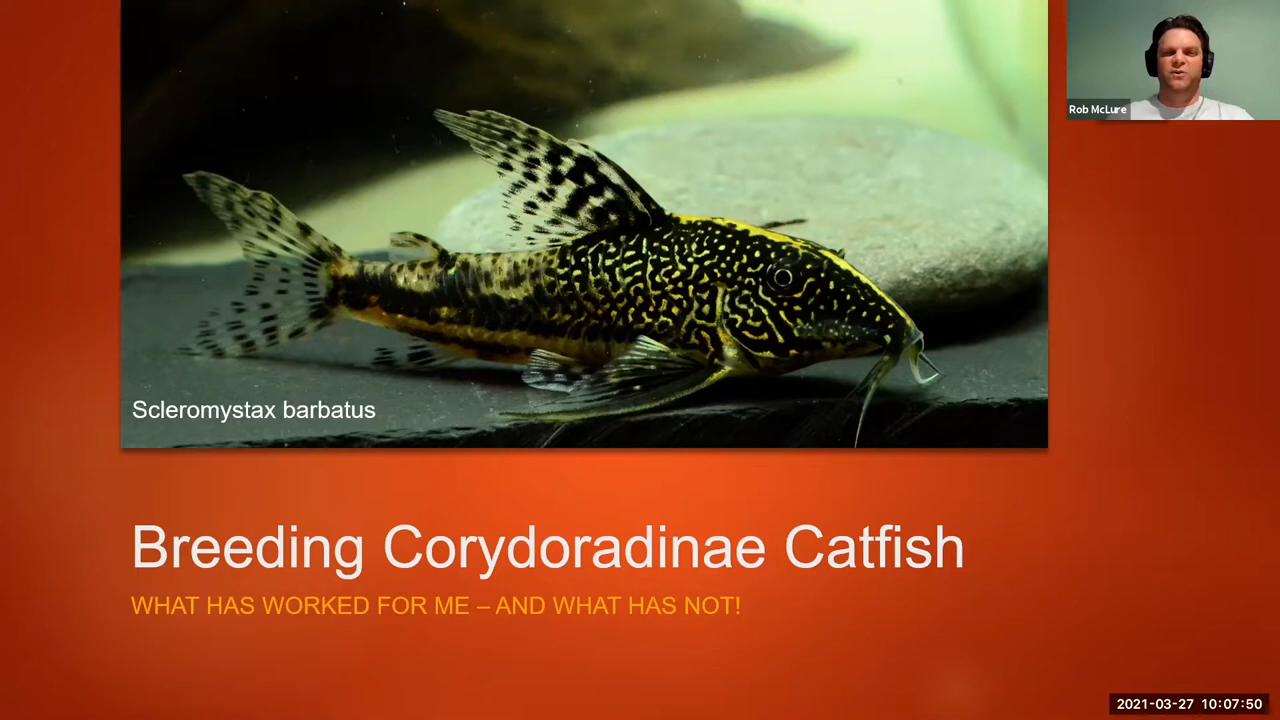 Rob McLure
Scleromystax barbatus
Breeding Corydoradinae Catfish
WHAT HAS WORKED FOR ME – AND WHAT HAS NOT!
2021-03-27 10:07:50